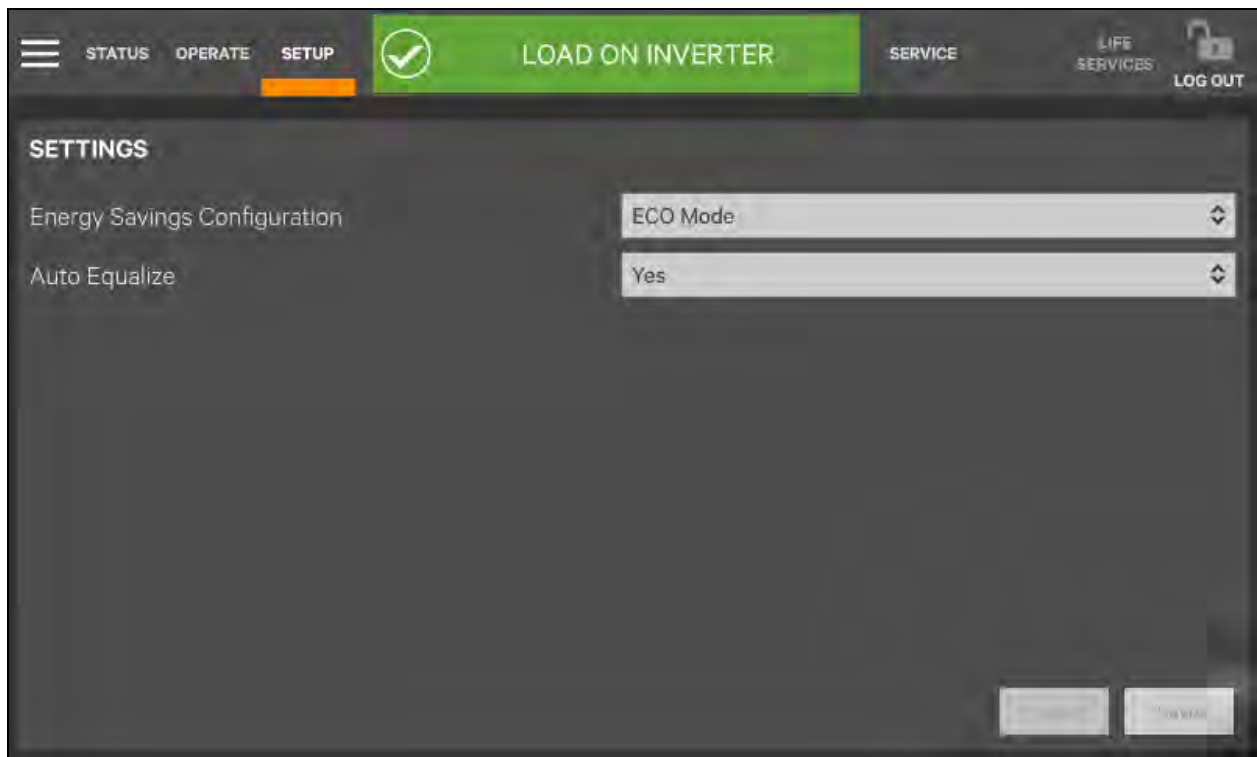 STATUS OPERATE SETUP LOAD ON INVERTER SERVICE LIFE SERVICES LOG OUT
SETTINGS
Energy Savings Configuration ECO Mode
Auto Equalize Yes